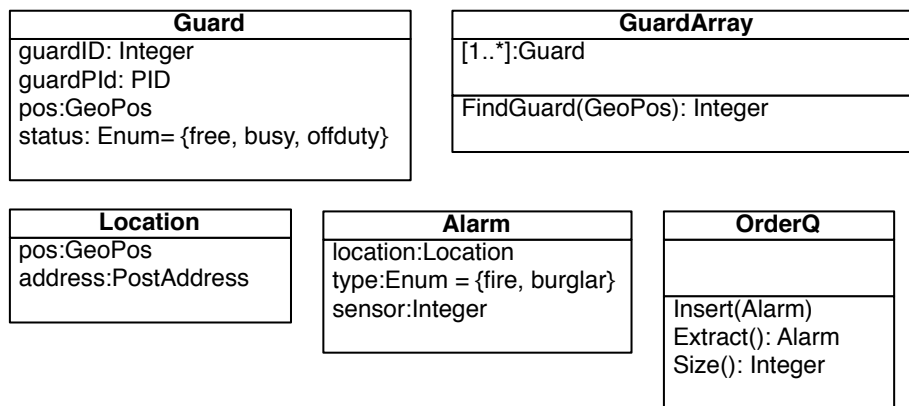 Guard
guardID: Integer
guardPId: PID
pos:GeoPos
status: Enum= {free, busy, offduty}
GuardArray
[1..*]:Guard
FindGuard(GeoPos): Integer
Location
pos:GeoPos
address:PostAddress
Alarm
location:Location
type:Enum = {fire, burglar}
sensor:Integer
OrderQ
Insert(Alarm)
Extract(): Alarm
Size(): Integer